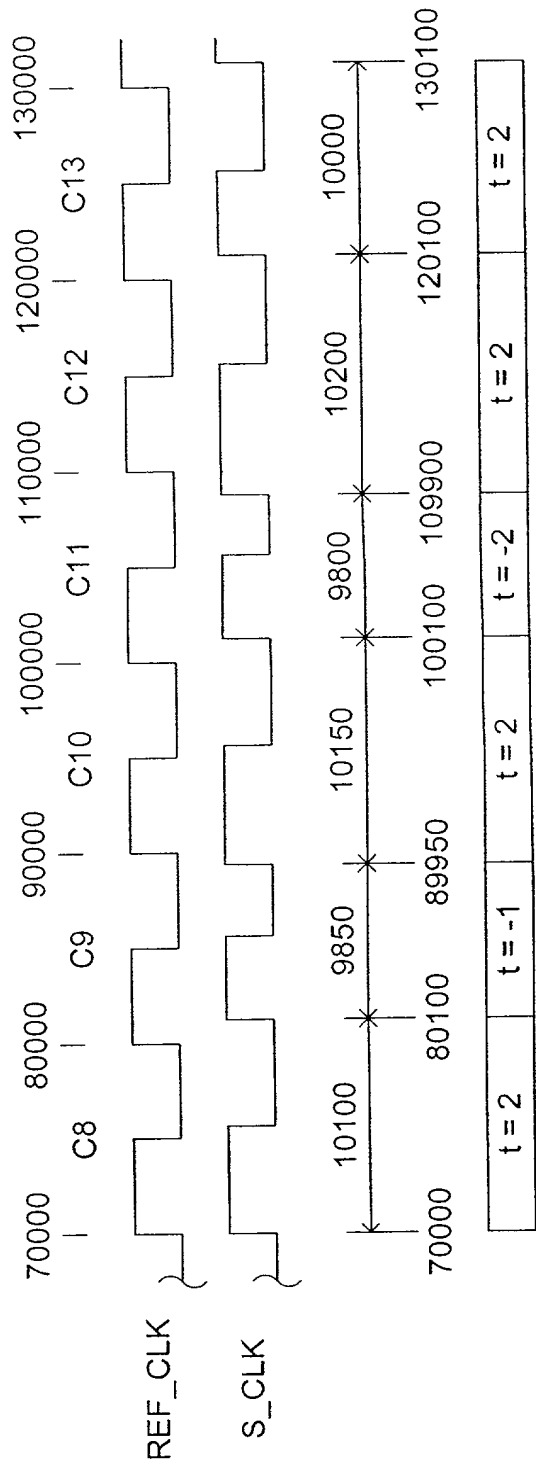 70000 80000 90000 100000 110000 120000 130000
C8 C9 C10 C11 C12 C13
REF_CLK
S_CLK
10100 9850 10150 9800 10200 10000
70000 80100 89950 100100 109900 120100 130100
t = 2 t = -1 t = 2 t = -2 t = 2 t = 2